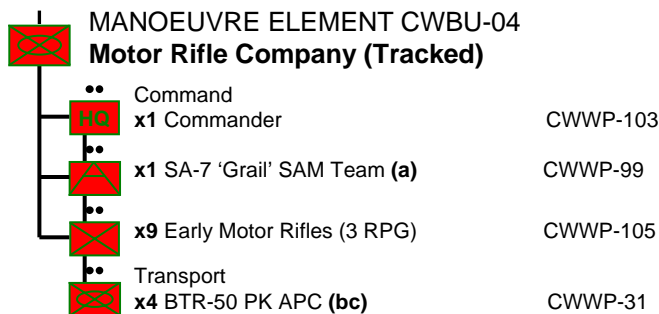 MANOEUVRE ELEMENT CWBU-04
Motor Rifle Company (Tracked)
Command
HQ x1 Commander CWWP-103
x1 SA-7 ‘Grail’ SAM Team (a) CWWP-99
x9 Early Motor Rifles (3 RPG) CWWP-105
Transport
x4 BTR-50 PK APC (bc) CWWP-31